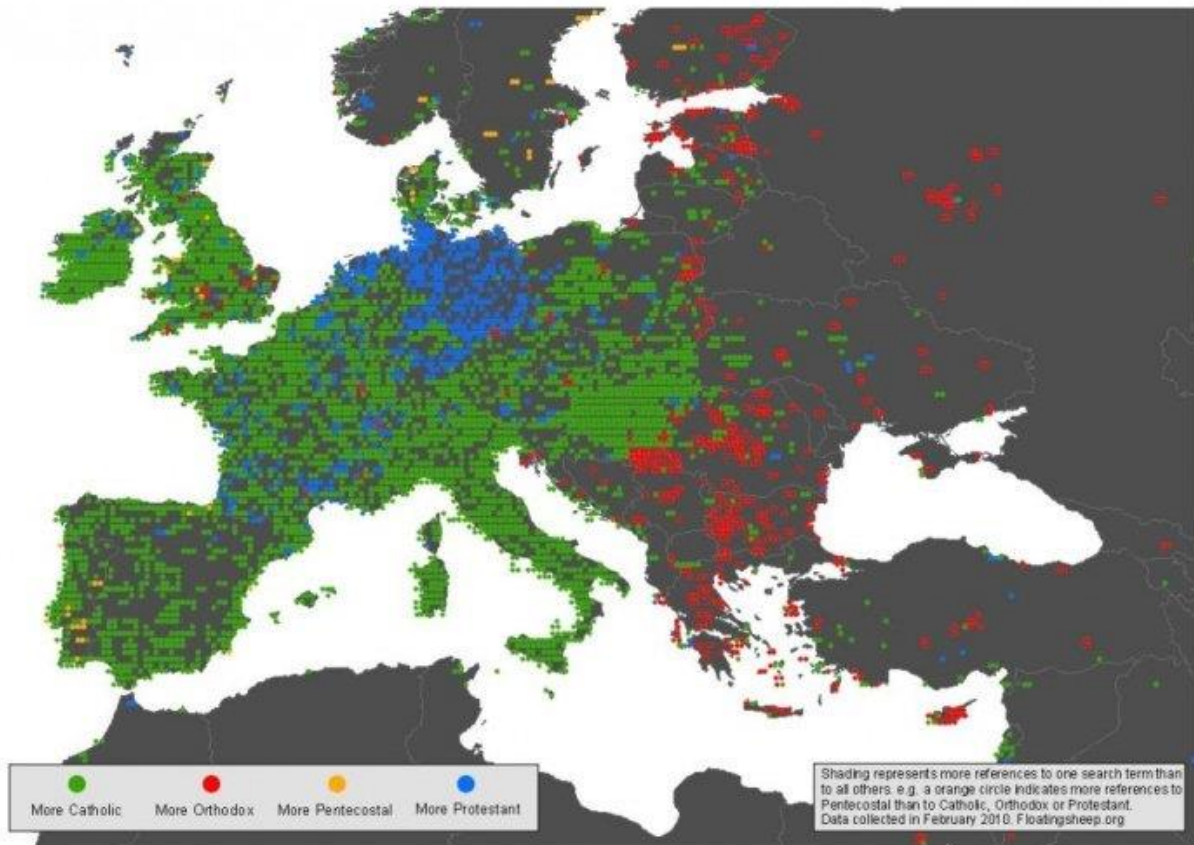 More Catholic
More Orthodox
More Pentecostal
More Protestant
Shading represents more references to one search term than
to all others. e.g. a orange circle indicates more references to
Pentecostal than to Catholic, Orthodox or Protestant.
Data collected in February 2010. Floatingsheep.org